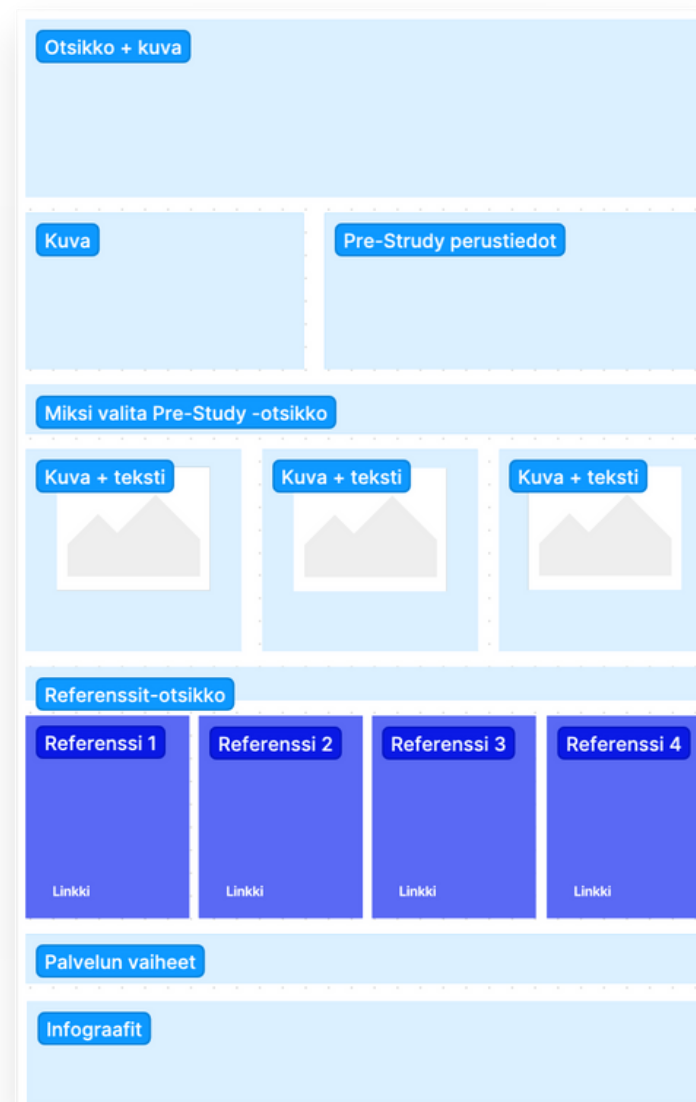 Otsikko + kuva
Kuva
Pre-Strudy perustiedot
Miksi valita Pre-Study -otsikko
Kuva + teksti
Kuva + teksti
Kuva + teksti
Referenssit-otsikko
Referenssi 1
Referenssi 2
Referenssi 3
Referenssi 4
Linkki
Linkki
Linkki
Linkki
Palvelun vaiheet
Infograafit